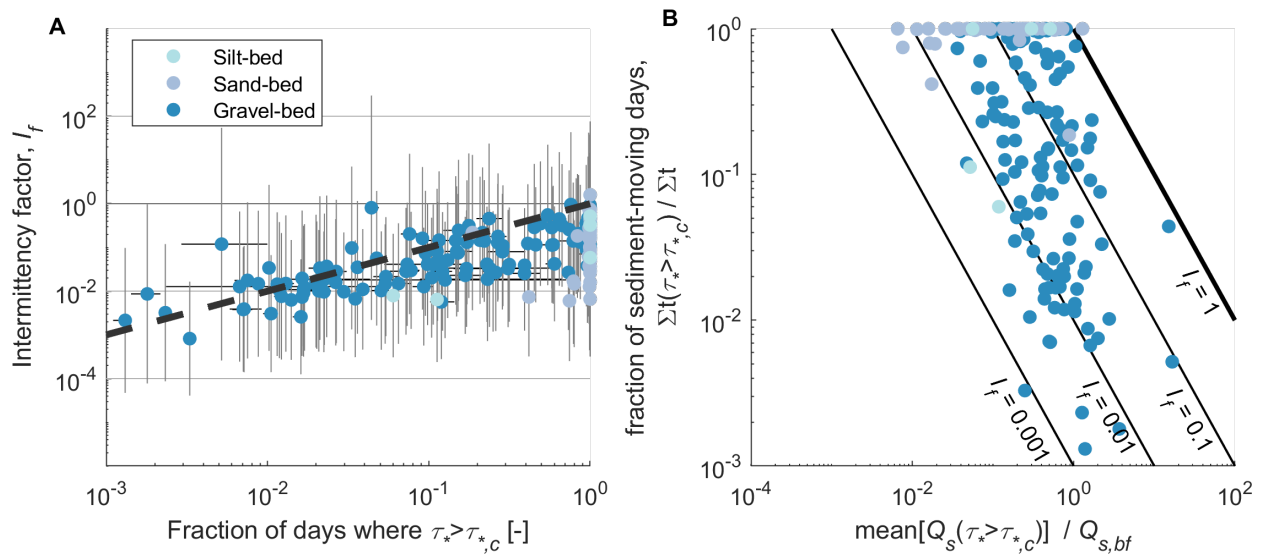 A
Silt-bed
Sand-bed
Gravel-bed
Intermittency factor, I_f
10^2
10^0
10^-2
10^-4
10^-3
10^-2
10^-1
10^0
Fraction of days where τ*>τ*,c [-]
B
fraction of sediment-moving days,
Σt(τ*>τ*,c) / Σt
10^0
10^-1
10^-2
10^-3
I_f = 1
I_f = 0.1
I_f = 0.01
I_f = 0.001
10^-4
10^-2
10^0
10^2
mean[Q_s(τ*>τ*,c)] / Q_s,bf